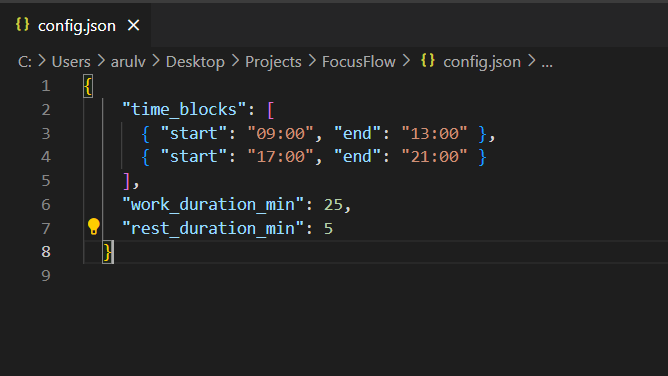 config.json
C: > Users > arulv > Desktop > Projects > FocusFlow > {} config.json > ...
1 {
2 "time_blocks": [
3 { "start": "09:00", "end": "13:00" },
4 { "start": "17:00", "end": "21:00" }
5 ],
6 "work_duration_min": 25,
7 "rest_duration_min": 5
8 }
9